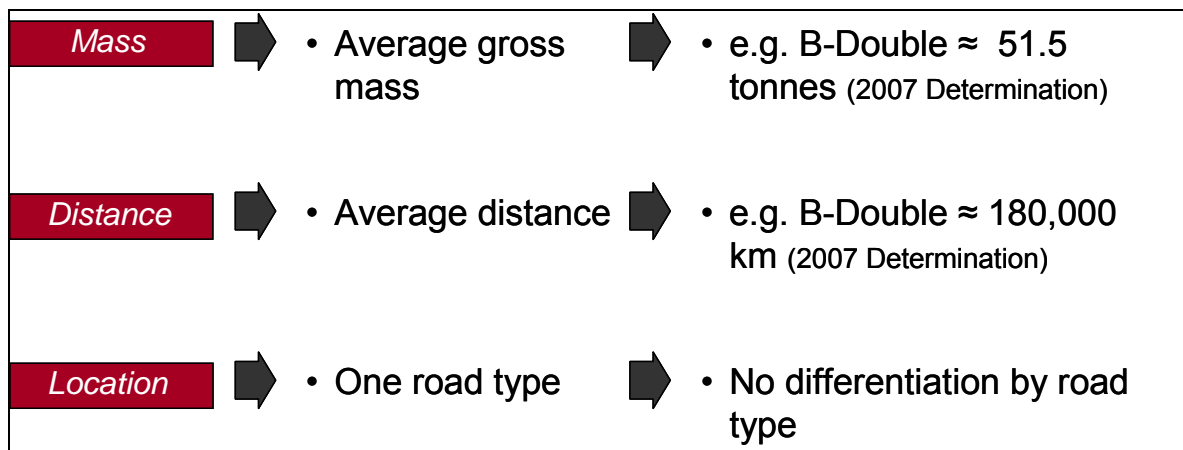 Mass
• Average gross
mass
• e.g. B-Double ≈ 51.5
tonnes (2007 Determination)
Distance
• Average distance
• e.g. B-Double ≈ 180,000
km (2007 Determination)
Location
• One road type
• No differentiation by road
type